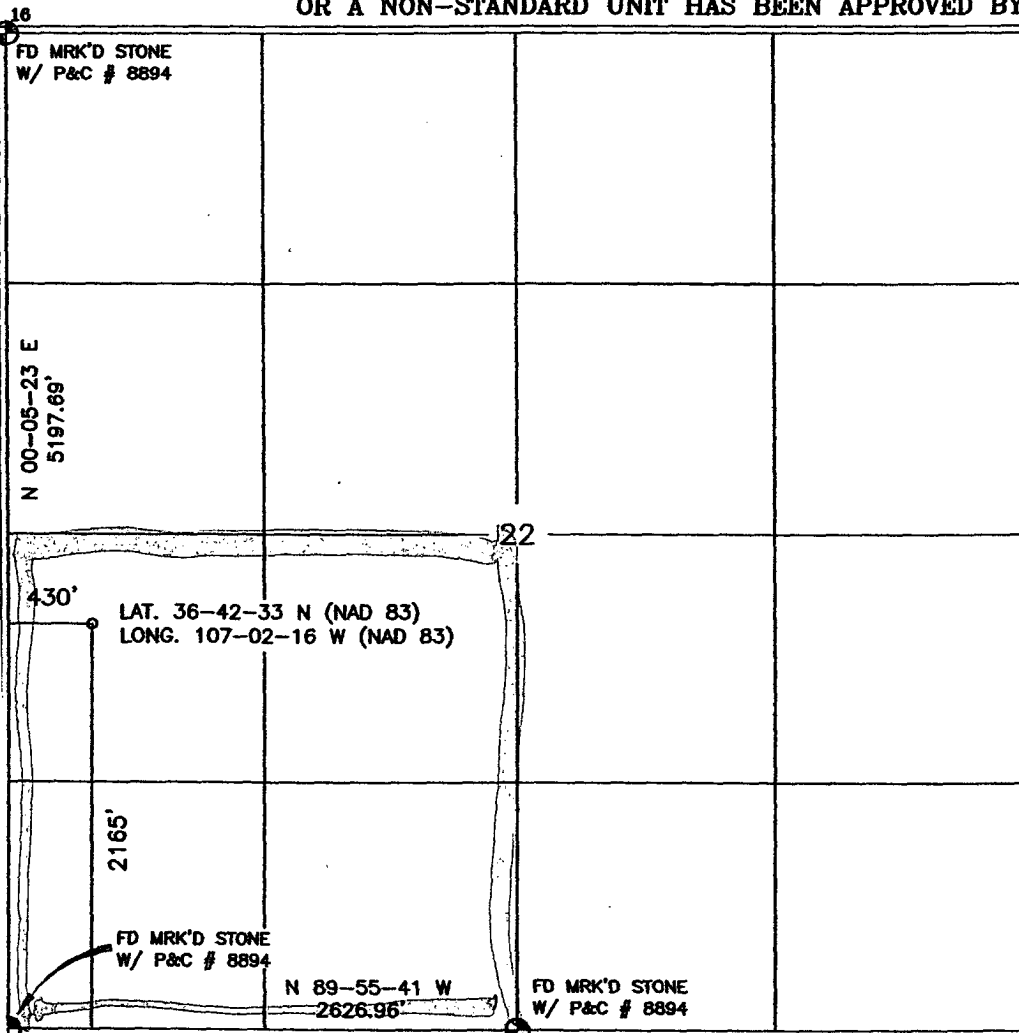 OR A NON-STANDARD UNIT HAS BEEN APPROVED BY
16
FD MRK'D STONE
W/ P&C # 8894
N 00-05-23 E
5197.69'
22
430'
LAT. 36-42-33 N (NAD 83)
LONG. 107-02-16 W (NAD 83)
2165'
FD MRK'D STONE
W/ P&C # 8894
N 89-55-41 W
2626.96'
FD MRK'D STONE
W/ P&C # 8894